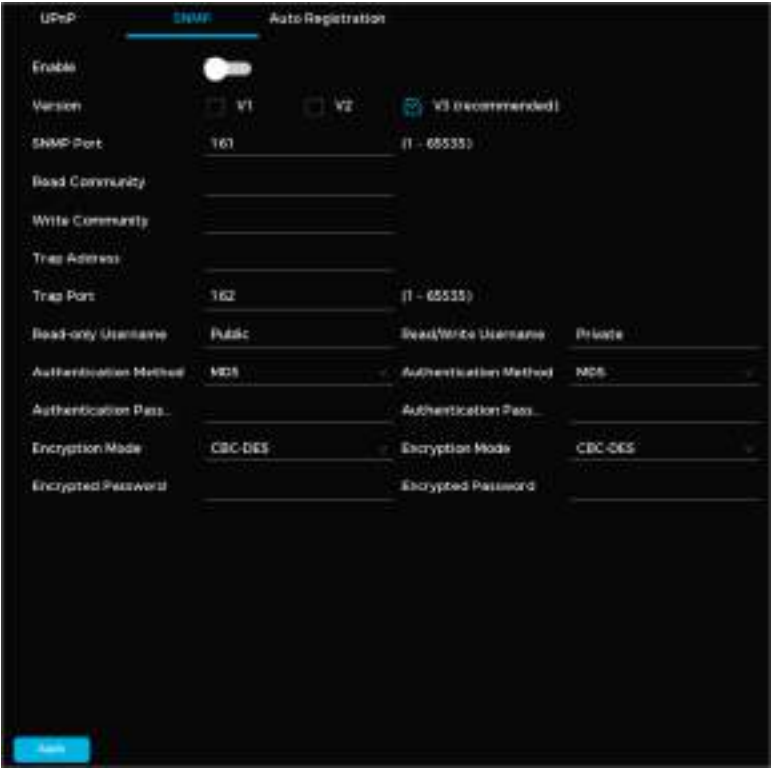 UPnP SNMP Auto Registration
Enable
Version V1 V2 V3 (recommended)
SNMP Port 161 (1 - 65535)
Read Community
Write Community
Trap Address
Trap Port 162 (1 - 65535)
Read-only Username Public Read/Write Username Private
Authentication Method MD5 Authentication Method MD5
Authentication Pass... Authentication Pass...
Encryption Mode CBC-DES Encryption Mode CBC-DES
Encrypted Password Encrypted Password
Apply